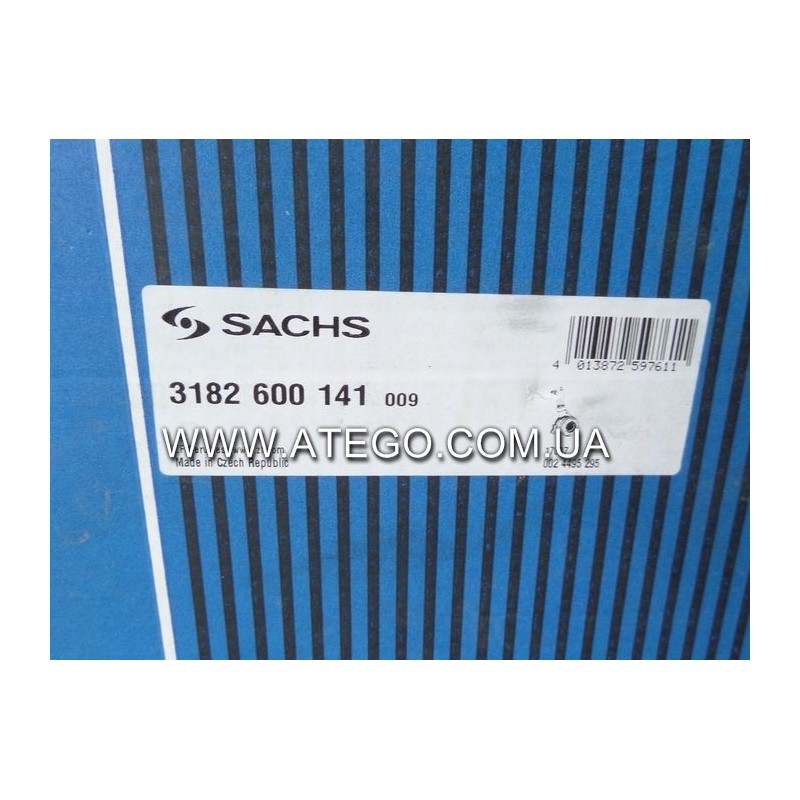 SACHS
4 013872 597611
3182 600 141 009
WWW.ATEGO.COM.UA
Made in Czech Republic
002 4495 295